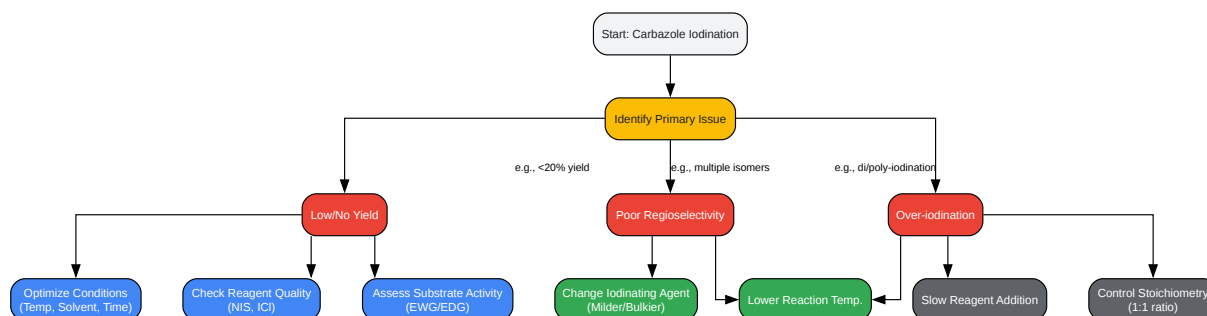 Start: Carbazole Iodination
Identify Primary Issue
e.g., <20% yield
e.g., multiple isomers
e.g., di/poly-iodination
Low/No Yield
Poor Regioselectivity
Over-iodination
Optimize Conditions
(Temp, Solvent, Time)
Check Reagent Quality
(NIS, ICl)
Assess Substrate Activity
(EWG/EDG)
Change Iodinating Agent
(Milder/Bulkier)
Lower Reaction Temp.
Slow Reagent Addition
Control Stoichiometry
(1:1 ratio)